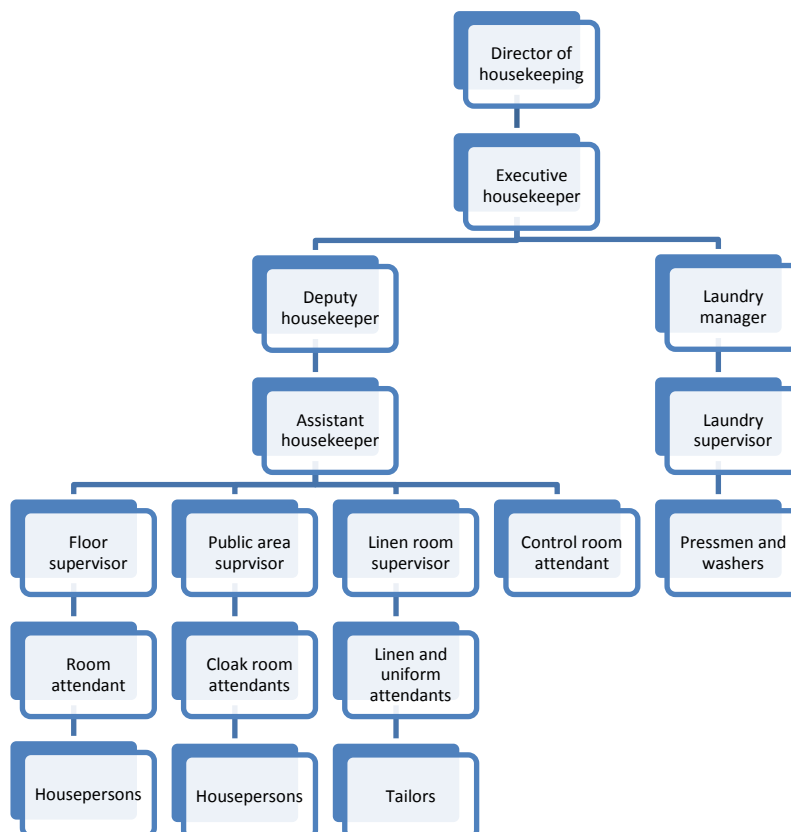 Director of
housekeeping
Executive
housekeeper
Deputy
housekeeper
Laundry
manager
Assistant
housekeeper
Laundry
supervisor
Floor
supervisor
Public area
suprvisor
Linen room
supervisor
Control room
attendant
Pressmen and
washers
Room
attendant
Cloak room
attendants
Linen and
uniform
attendants
Housepersons
Housepersons
Tailors